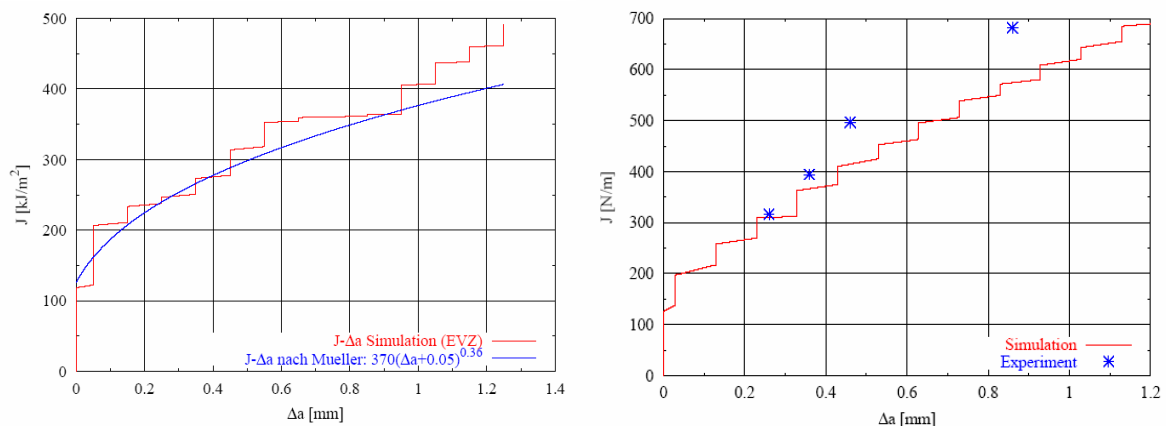 500
400
300
200
100
0
J [kJ/m²]
J-Δa Simulation (EVZ)
J-Δa nach Mueller: 370(Δa+0.05)^0.36
0 0.2 0.4 0.6 0.8 1 1.2 1.4
Δa [mm]
700
600
500
400
300
200
100
0
J [N/m]
Simulation
Experiment
0 0.2 0.4 0.6 0.8 1 1.2
Δa [mm]